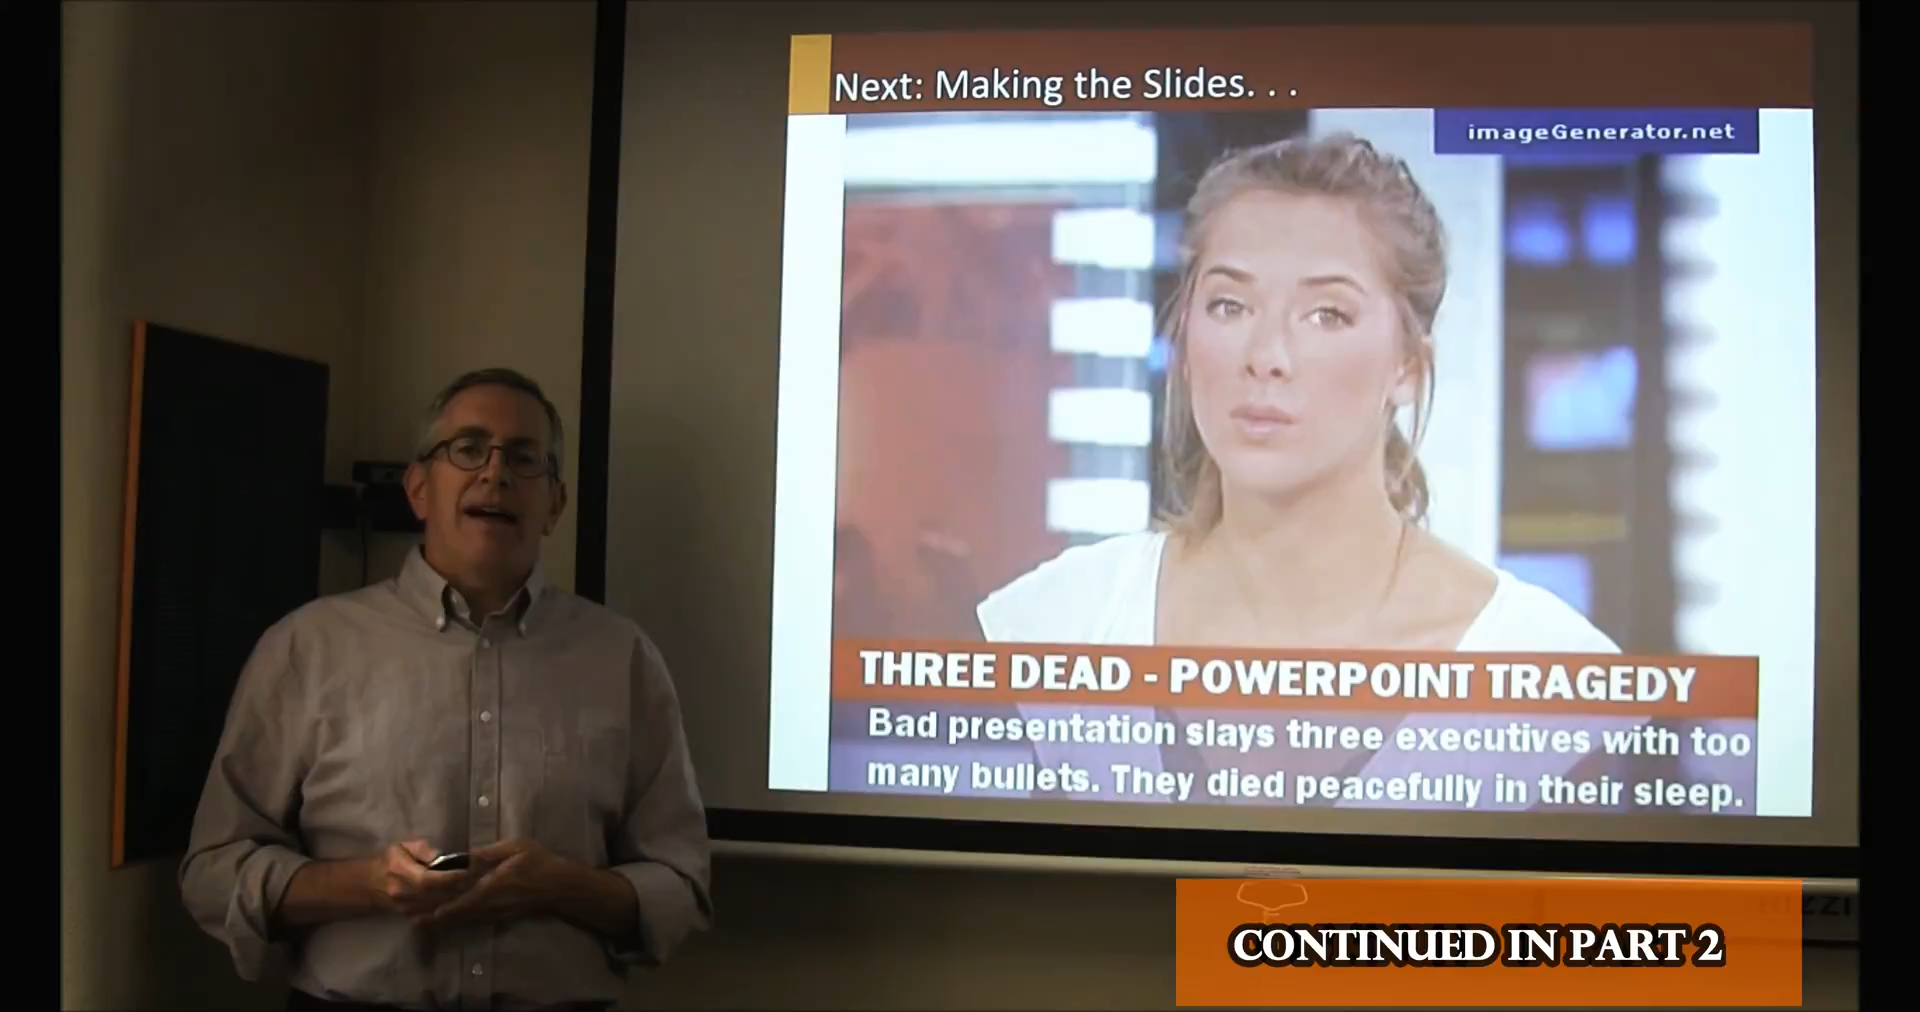 Next: Making the Slides. . .
imageGenerator.net
THREE DEAD - POWERPOINT TRAGEDY
Bad presentation slays three executives with too
many bullets. They died peacefully in their sleep.
CONTINUED IN PART 2